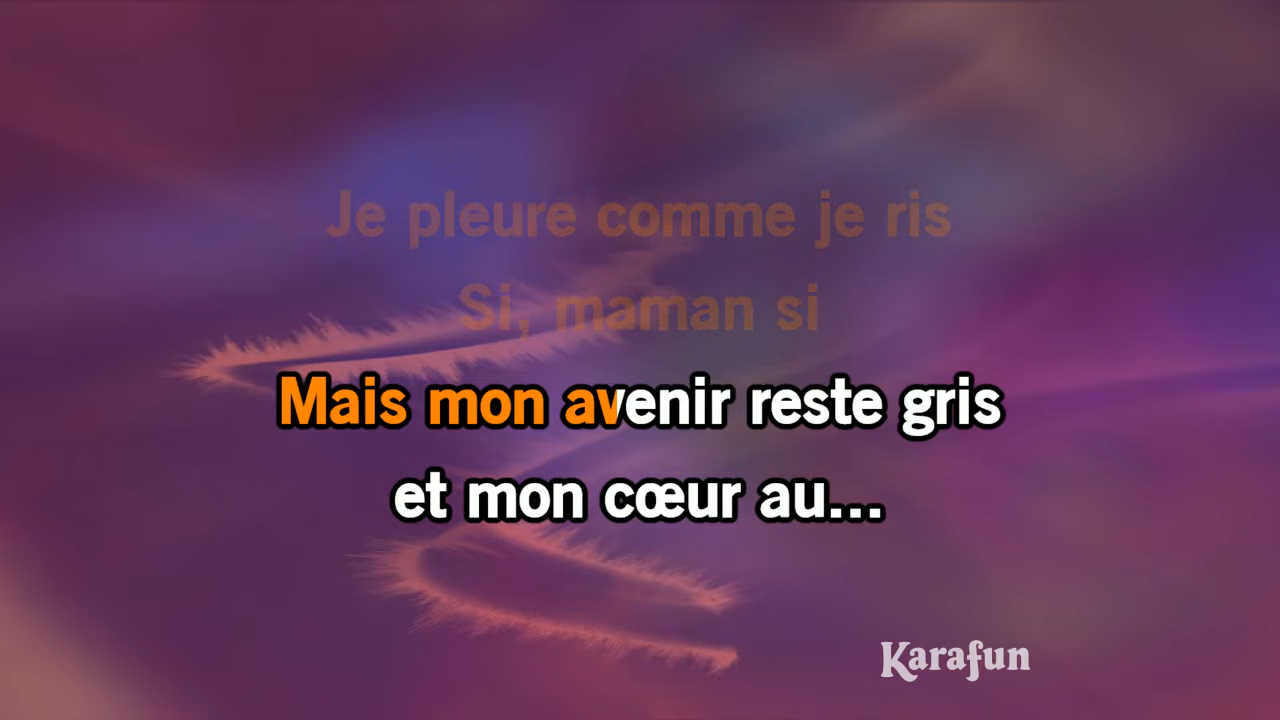 Je pleure comme je ris
Si, maman si
Mais mon avenir reste gris
et mon cœur au...
Karafun